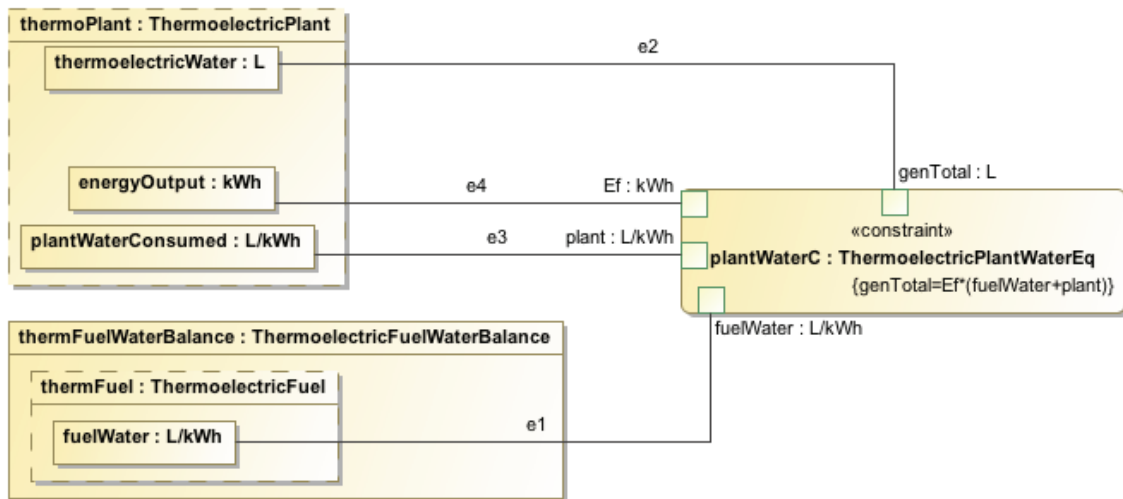 thermoPlant : ThermoelectricPlant
e2
thermoelectricWater : L
genTotal : L
energyOutput : kWh
e4
Ef : kWh
plantWaterConsumed : L/kWh
e3
plant : L/kWh
«constraint»
plantWaterC : ThermoelectricPlantWaterEq
{genTotal=Ef*(fuelWater+plant)}
fuelWater : L/kWh
thermFuelWaterBalance : ThermoelectricFuelWaterBalance
thermFuel : ThermoelectricFuel
fuelWater : L/kWh
e1